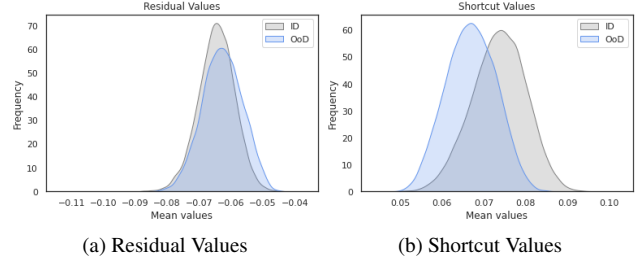 Residual Values
Frequency
70
60
50
40
30
20
10
0
ID
OoD
−0.11 −0.10 −0.09 −0.08 −0.07 −0.06 −0.05 −0.04
Mean values
(a) Residual Values
Shortcut Values
Frequency
60
50
40
30
20
10
0
ID
OoD
0.05 0.06 0.07 0.08 0.09 0.10
Mean values
(b) Shortcut Values